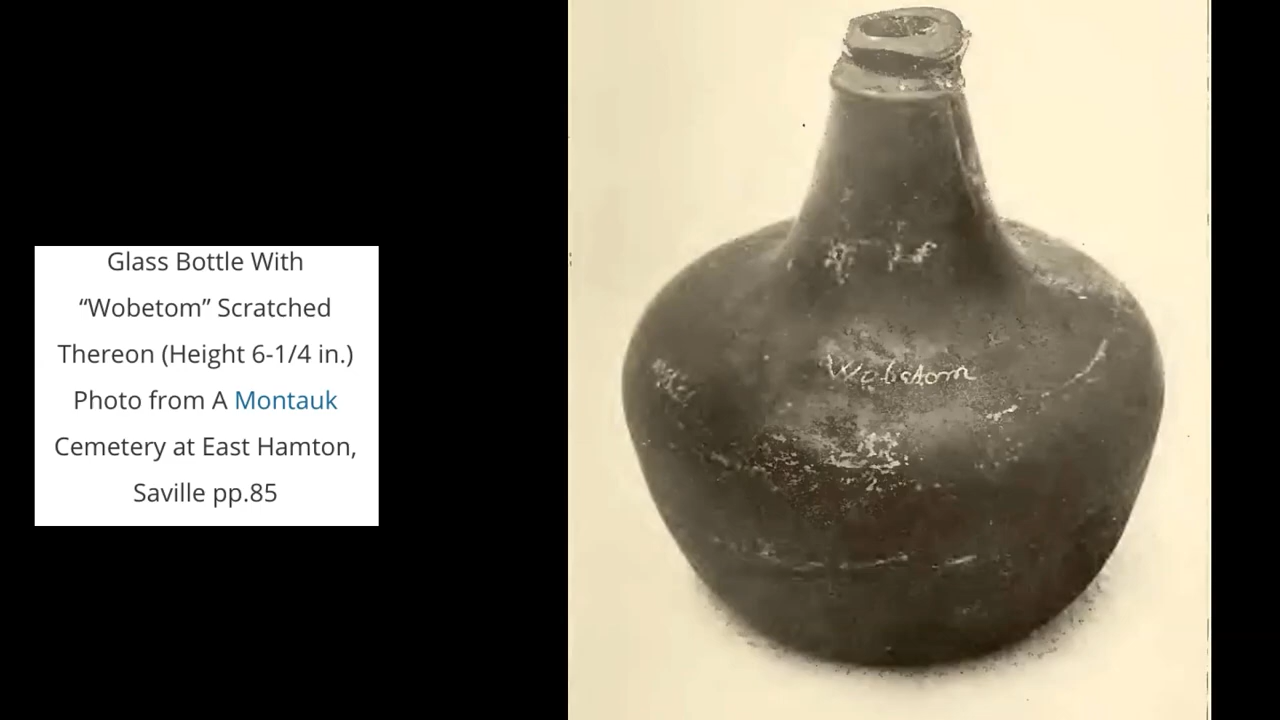 Glass Bottle With
“Wobetom” Scratched
Thereon (Height 6-1/4 in.)
Photo from A Montauk
Cemetery at East Hamton,
Saville pp.85
Wobetom